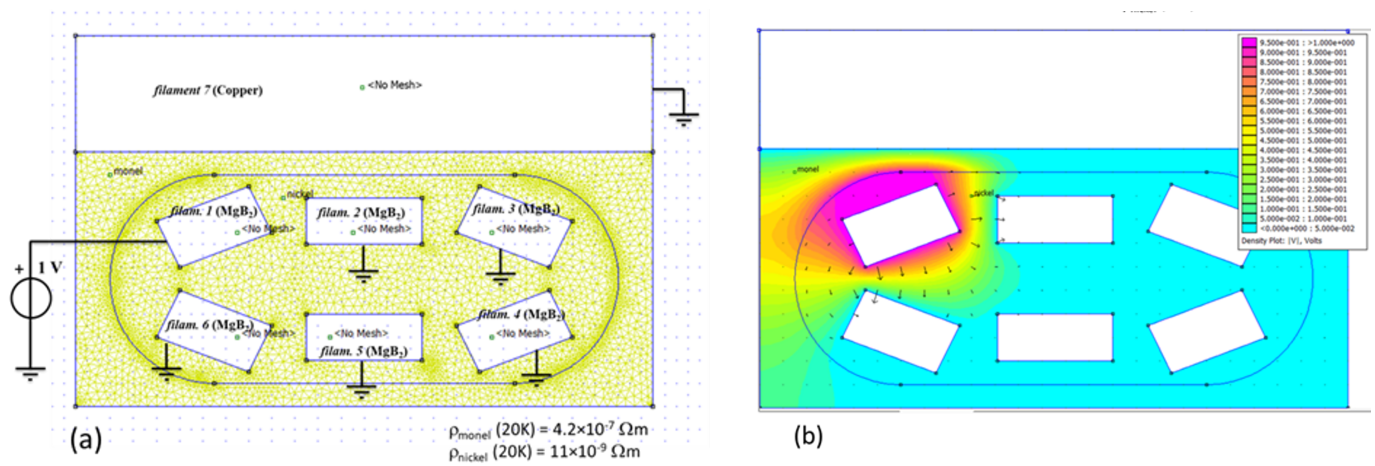 filament 7 (Copper)
<No Mesh>
monel
nickel
filam. 1 (MgB₂)
<No Mesh>
filam. 2 (MgB₂)
<No Mesh>
filam. 3 (MgB₂)
<No Mesh>
+ 1 V
filam. 6 (MgB₂)
<No Mesh>
<No Mesh>
filam. 5 (MgB₂)
filam. 4 (MgB₂)
<No Mesh>
(a)
ρmonel (20K) = 4.2×10⁻⁷ Ωm
ρnickel (20K) = 11×10⁻⁹ Ωm
monel
nickel
9.500e-001 : >1.000e+000
9.000e-001 : 9.500e-001
8.500e-001 : 9.000e-001
8.000e-001 : 8.500e-001
7.500e-001 : 8.000e-001
7.000e-001 : 7.500e-001
6.500e-001 : 7.000e-001
6.000e-001 : 6.500e-001
5.500e-001 : 6.000e-001
5.000e-001 : 5.500e-001
4.500e-001 : 5.000e-001
4.000e-001 : 4.500e-001
3.500e-001 : 4.000e-001
3.000e-001 : 3.500e-001
2.500e-001 : 3.000e-001
2.000e-001 : 2.500e-001
1.500e-001 : 2.000e-001
1.000e-001 : 1.500e-001
5.000e-002 : 1.000e-001
<0.000e+000 : 5.000e-002
Density Plot: |V|, Volts
(b)